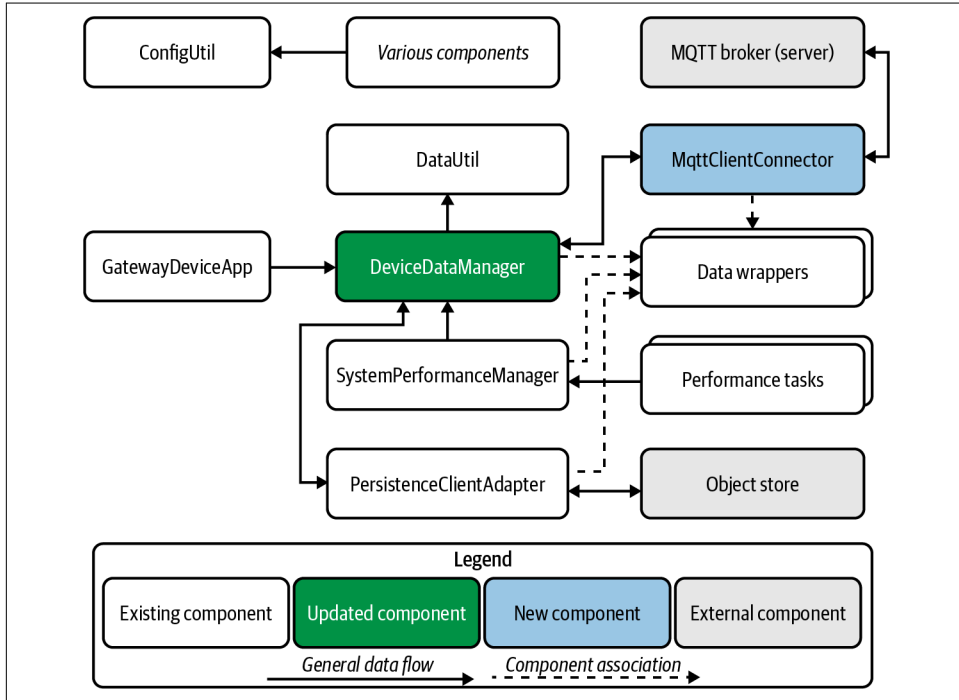 ConfigUtil
Various components
MQTT broker (server)
DataUtil
MqttClientConnector
GatewayDeviceApp
DeviceDataManager
Data wrappers
SystemPerformanceManager
Performance tasks
PersistenceClientAdapter
Object store
Legend
Existing component
Updated component
New component
External component
General data flow
Component association